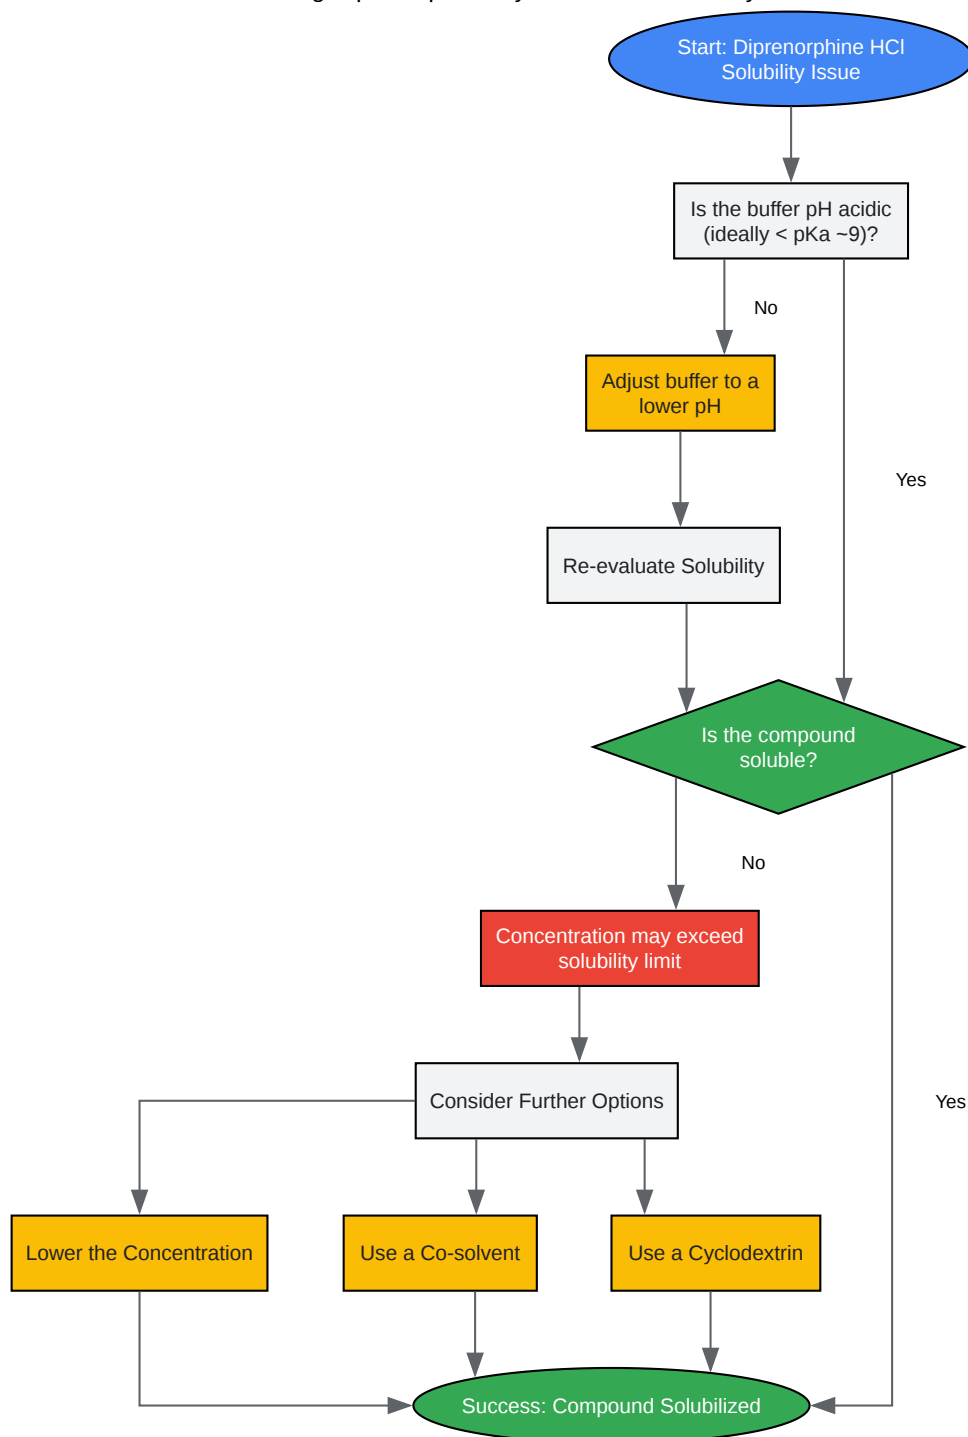 Start: Diprenorphine HCl
Solubility Issue
Is the buffer pH acidic
(ideally < pKa ~9)?
No
Adjust buffer to a
lower pH
Yes
Re-evaluate Solubility
Is the compound
soluble?
No
Concentration may exceed
solubility limit
Consider Further Options
Yes
Lower the Concentration
Use a Co-solvent
Use a Cyclodextrin
Success: Compound Solubilized